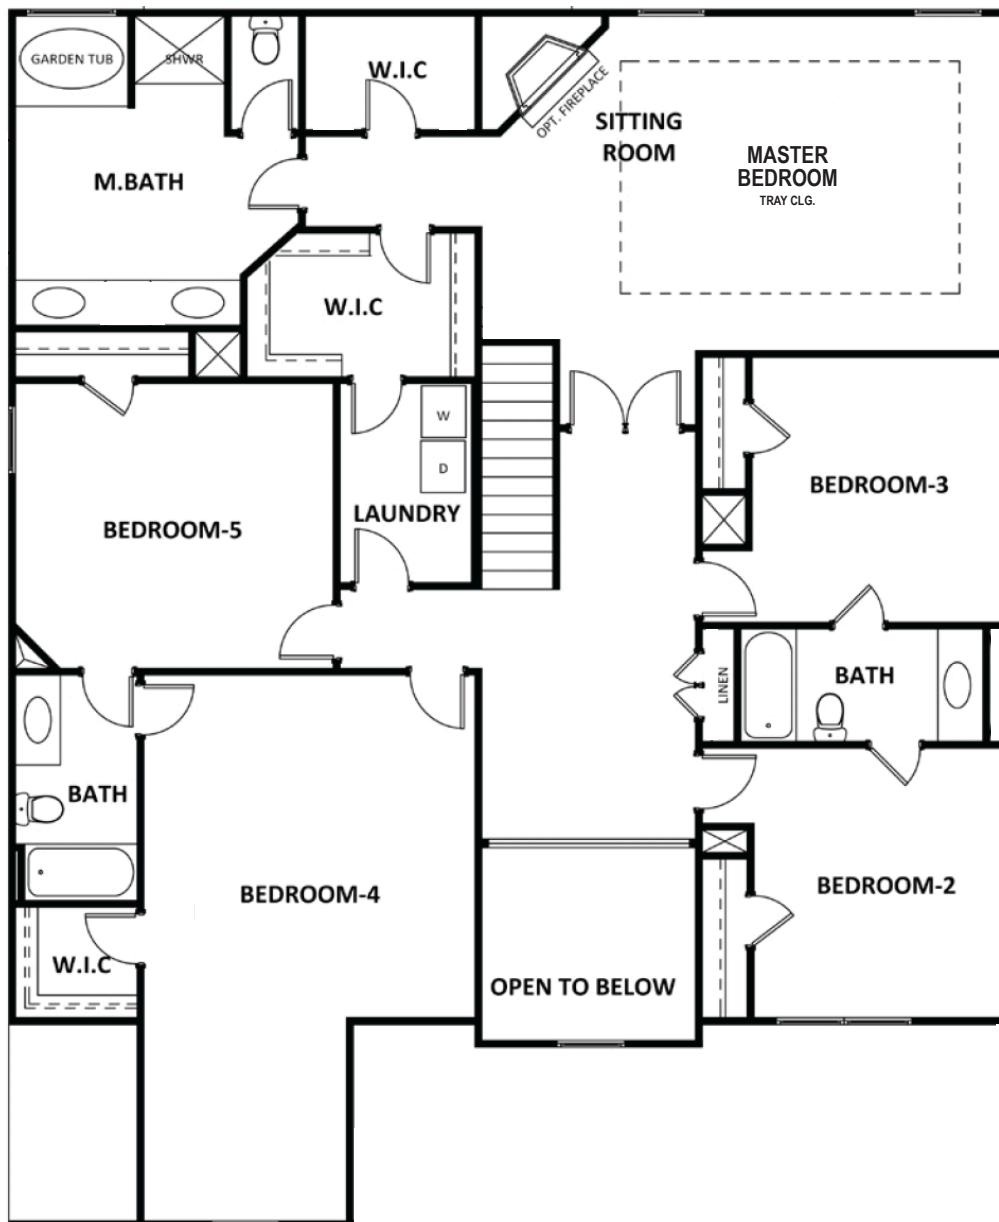 GARDEN TUB
SHWR
W.I.C
OPT. FIREPLACE
SITTING
ROOM
MASTER
BEDROOM
TRAY CLG.
M.BATH
W.I.C
W
D
LAUNDRY
BEDROOM-5
BEDROOM-3
BATH
LINEN
BATH
BEDROOM-4
BEDROOM-2
W.I.C
OPEN TO BELOW